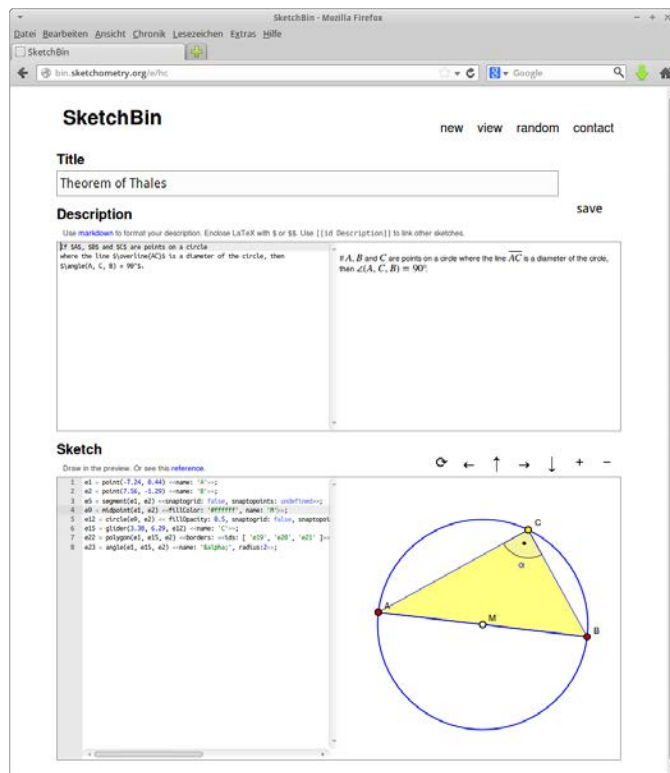 SketchBin - Mozilla Firefox
Datei Bearbeiten Ansicht Chronik Lesezeichen Extras Hilfe
SketchBin
bin.sketchometry.org/e/hc
Google
SketchBin
new view random contact
Title
Theorem of Thales
save
Description
Use markdown to format your description. Enclose LaTeX with $ or $$. Use [[id Description]] to link other sketches.
If $A$, $B$ and $C$ are points on a circle
where the line $\overline{AC}$ is a diameter of the circle, then
$\angle(A, C, B) = 90°$.
If A, B and C are points on a circle where the line AC is a diameter of the circle,
then ∠(A, C, B) = 90°.
Sketch
Draw in the preview. Or see this reference.
⟳ ← ↑ → ↓ + −
1 e1 = point(-7.24, 0.44) <<name: 'A'>>;
2 e2 = point(7.56, -1.29) <<name: 'B'>>;
3 e5 = segment(e1, e2) <<snaptogrid: false, snaptopoints: undefined>>;
4 e9 = midpoint(e1, e2) <<fillColor: '#ffffff', name: 'M'>>;
5 e12 = circle(e9, e2) << fillOpacity: 0.5, snaptogrid: false, snaptopoi
6 e15 = glider(3.38, 6.29, e12) <<name: 'C'>>;
7 e22 = polygon(e1, e15, e2) <<borders: <<ids: [ 'e19', 'e20', 'e21' ]>>
8 e23 = angle(e1, e15, e2) <<name: '&alpha;', radius:2>>;
C
α
A
M
B